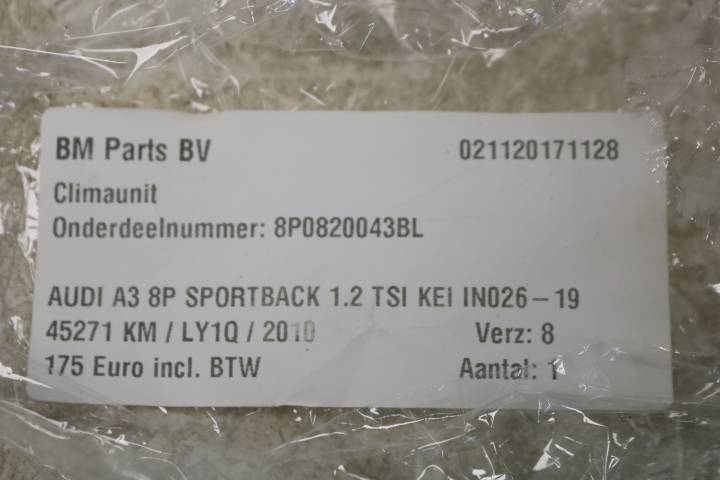 BM Parts BV 021120171128
Climaunit
Onderdeelnummer: 8P0820043BL
AUDI A3 8P SPORTBACK 1.2 TSI KEI IN026-19
45271 KM / LY1Q / 2010 Verz: 8
175 Euro incl. BTW Aantal: 1